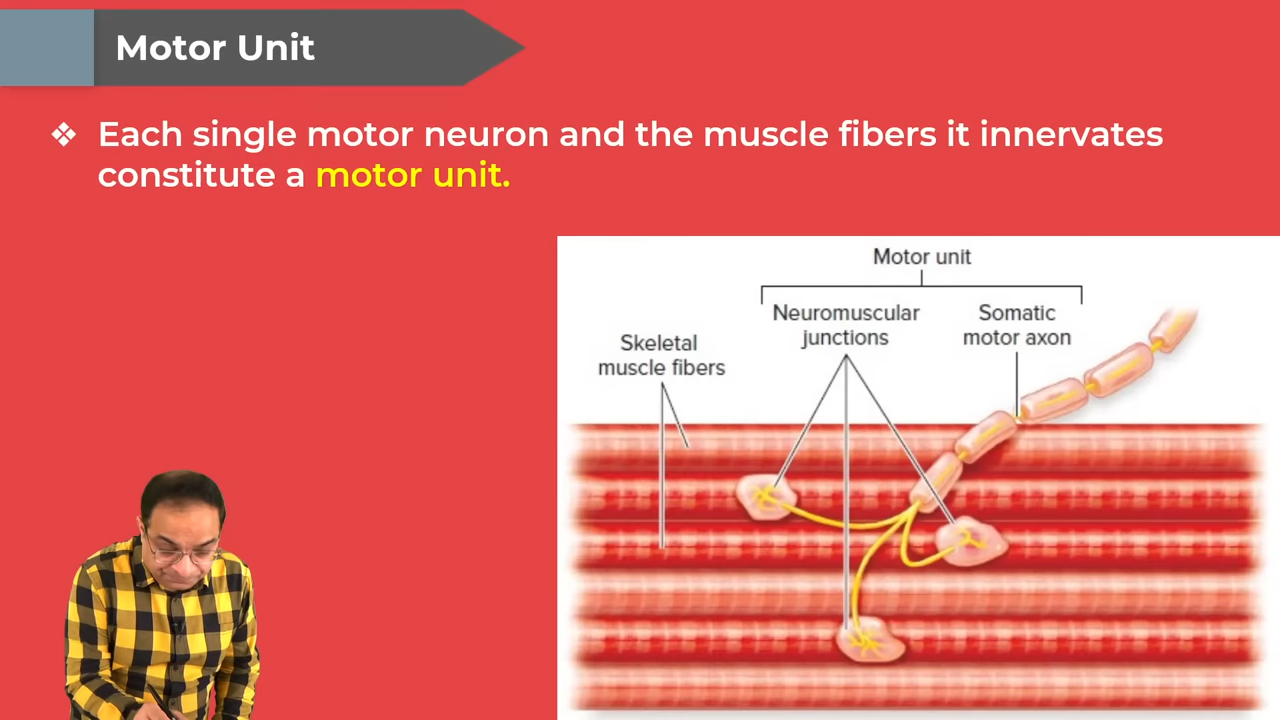 Motor Unit
❖ Each single motor neuron and the muscle fibers it innervates
constitute a motor unit.
Motor unit
Neuromuscular
junctions
Somatic
motor axon
Skeletal
muscle fibers